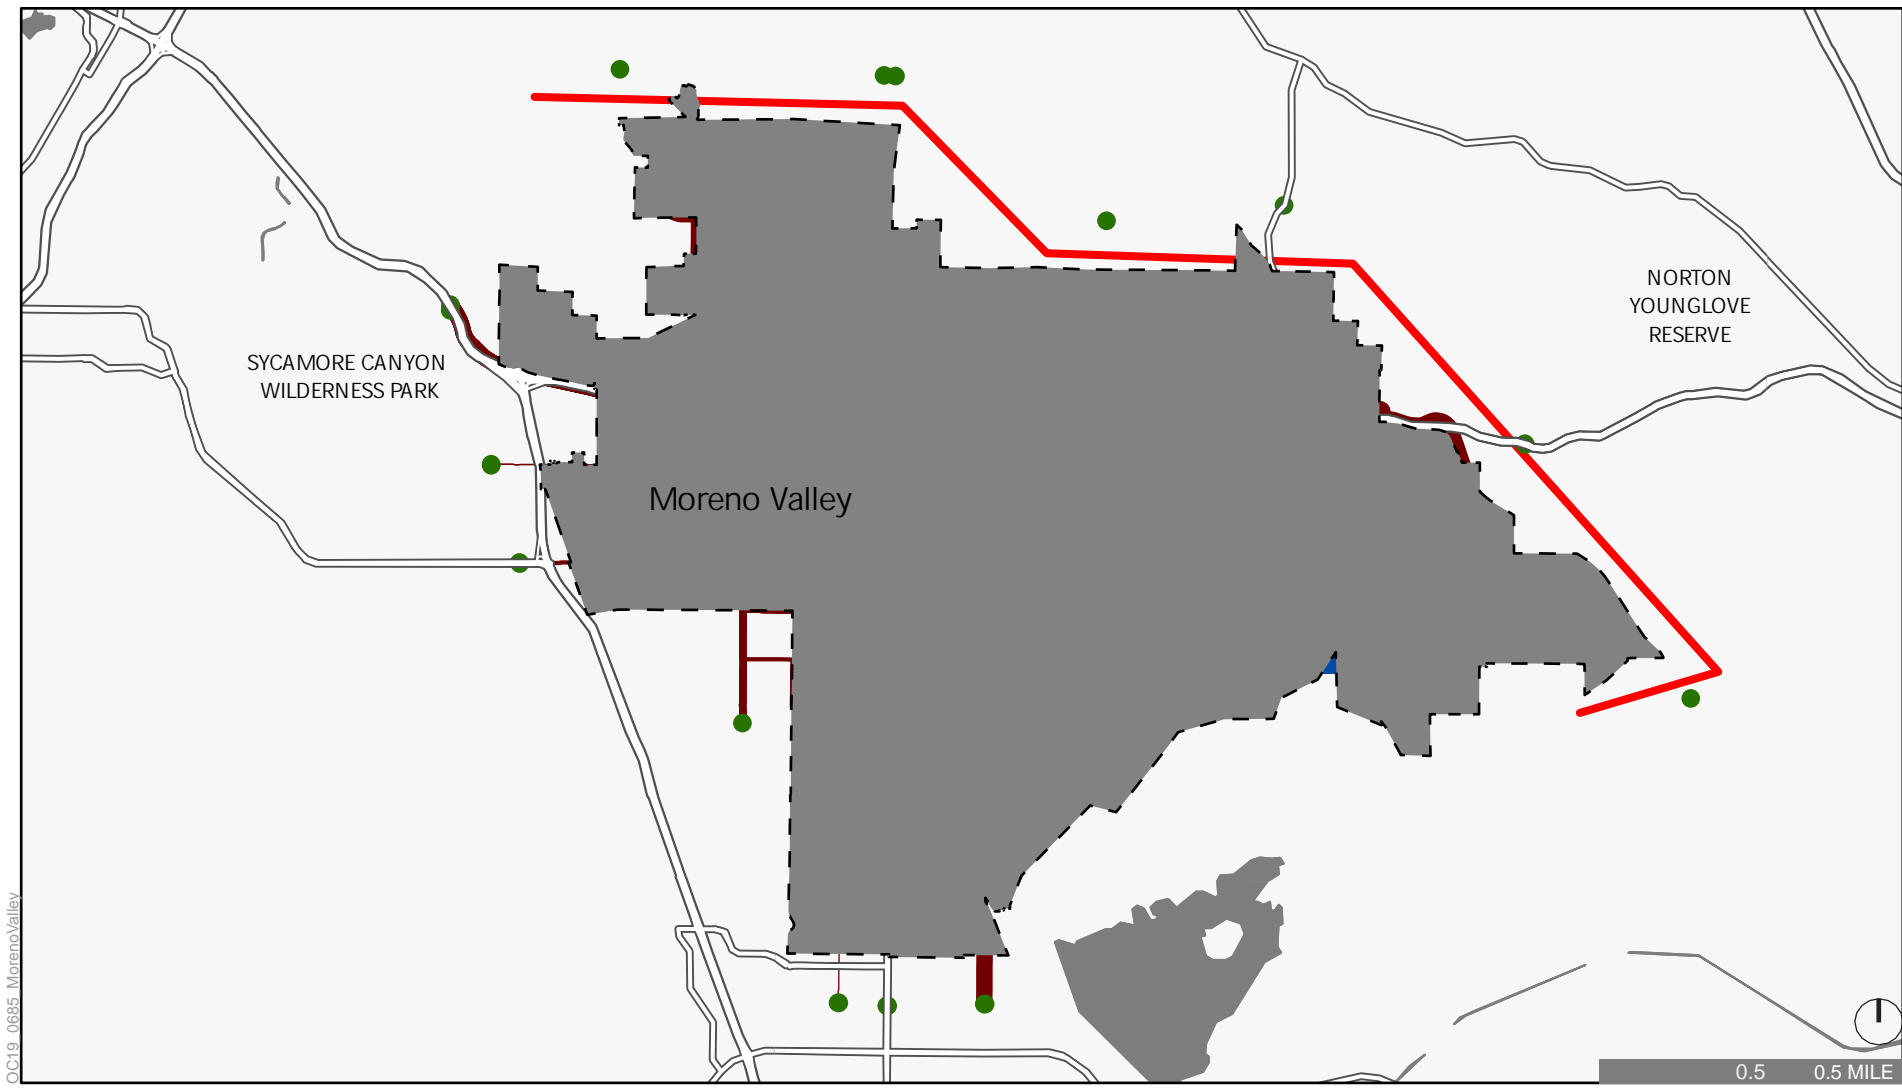 NORTON
YOUNGLOVE
RESERVE
SYCAMORE CANYON
WILDERNESS PARK
Moreno Valley
OC19_0685_MorenoValley
0.5 0.5 MILE